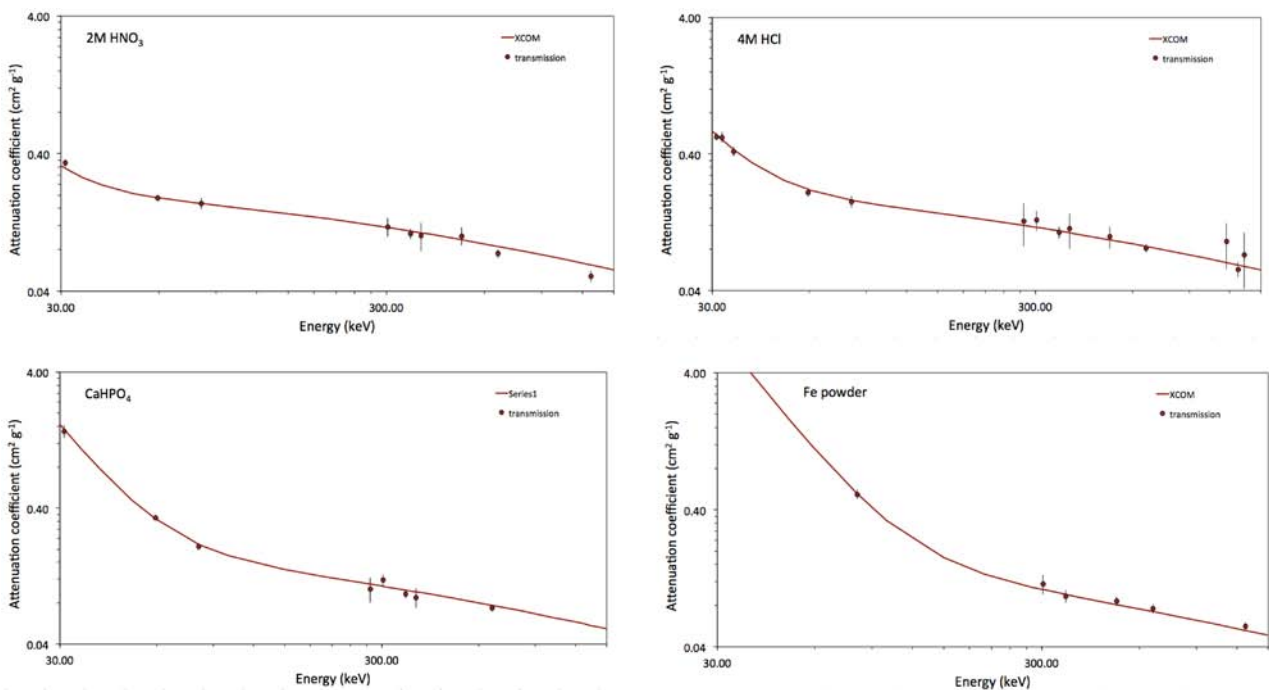 2M HNO₃
XCOM
transmission
4.00
0.40
0.04
Attenuation coefficient (cm² g⁻¹)
30.00
300.00
Energy (keV)
4M HCl
XCOM
transmission
4.00
0.40
0.04
Attenuation coefficient (cm² g⁻¹)
30.00
300.00
Energy (keV)
CaHPO₄
Series1
transmission
4.00
0.40
0.04
Attenuation coefficient (cm² g⁻¹)
30.00
300.00
Energy (keV)
Fe powder
XCOM
transmission
4.00
0.40
0.04
Attenuation coefficient (cm² g⁻¹)
30.00
300.00
Energy (keV)